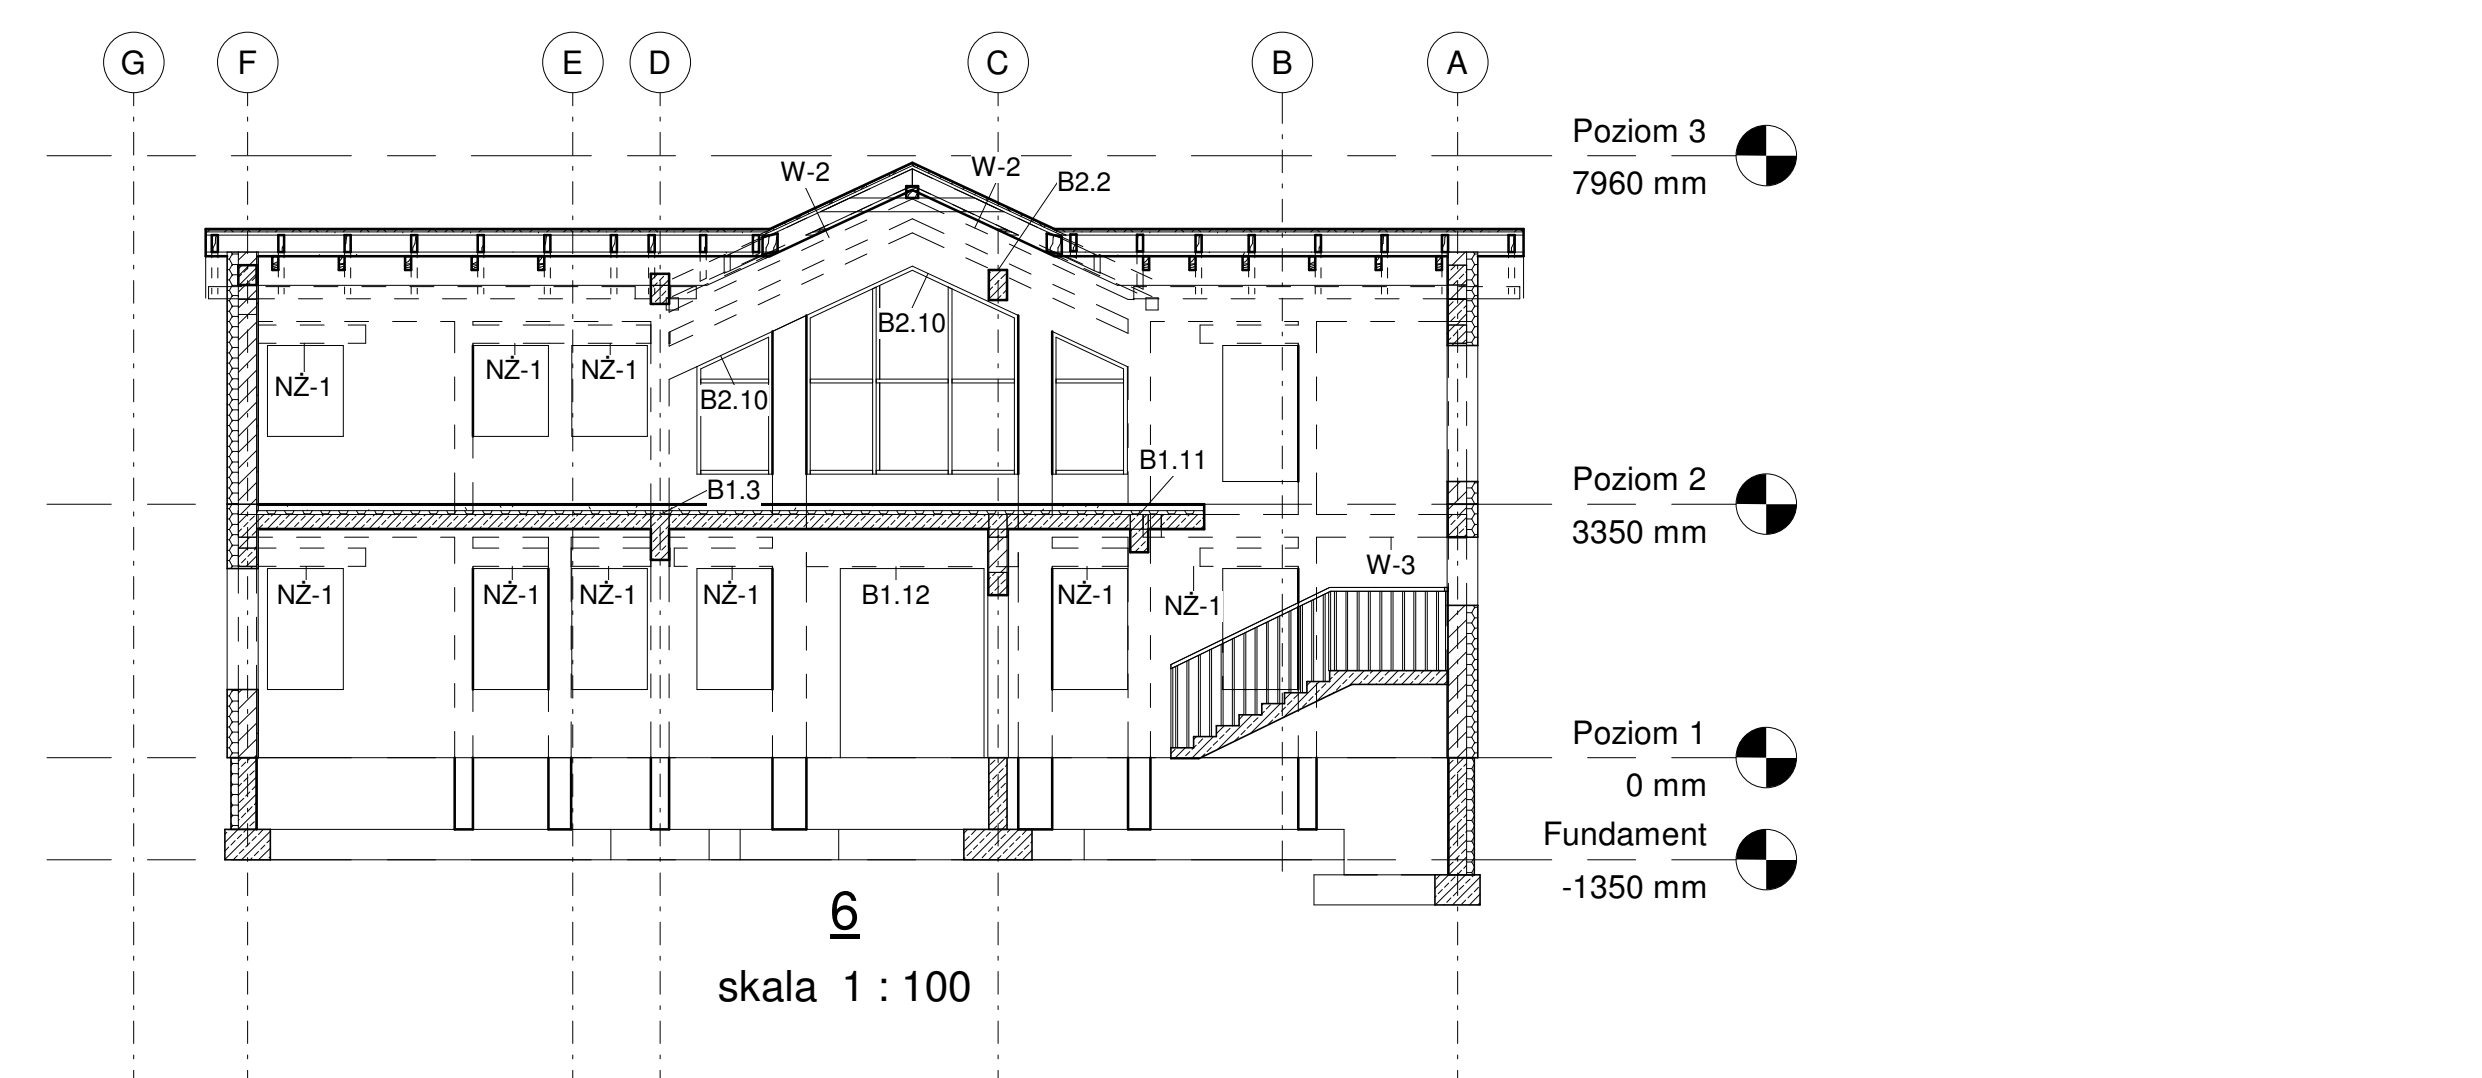 G F E D C B A
Poziom 3
7960 mm
W-2 W-2 B2.2
B2.10
NŻ-1 NŻ-1 NŻ-1
B2.10
B1.11
B1.3
Poziom 2
3350 mm
W-3
NŻ-1 NŻ-1 NŻ-1 NŻ-1 B1.12 NŻ-1 NŻ-1
Poziom 1
0 mm
Fundament
-1350 mm
6
skala 1 : 100